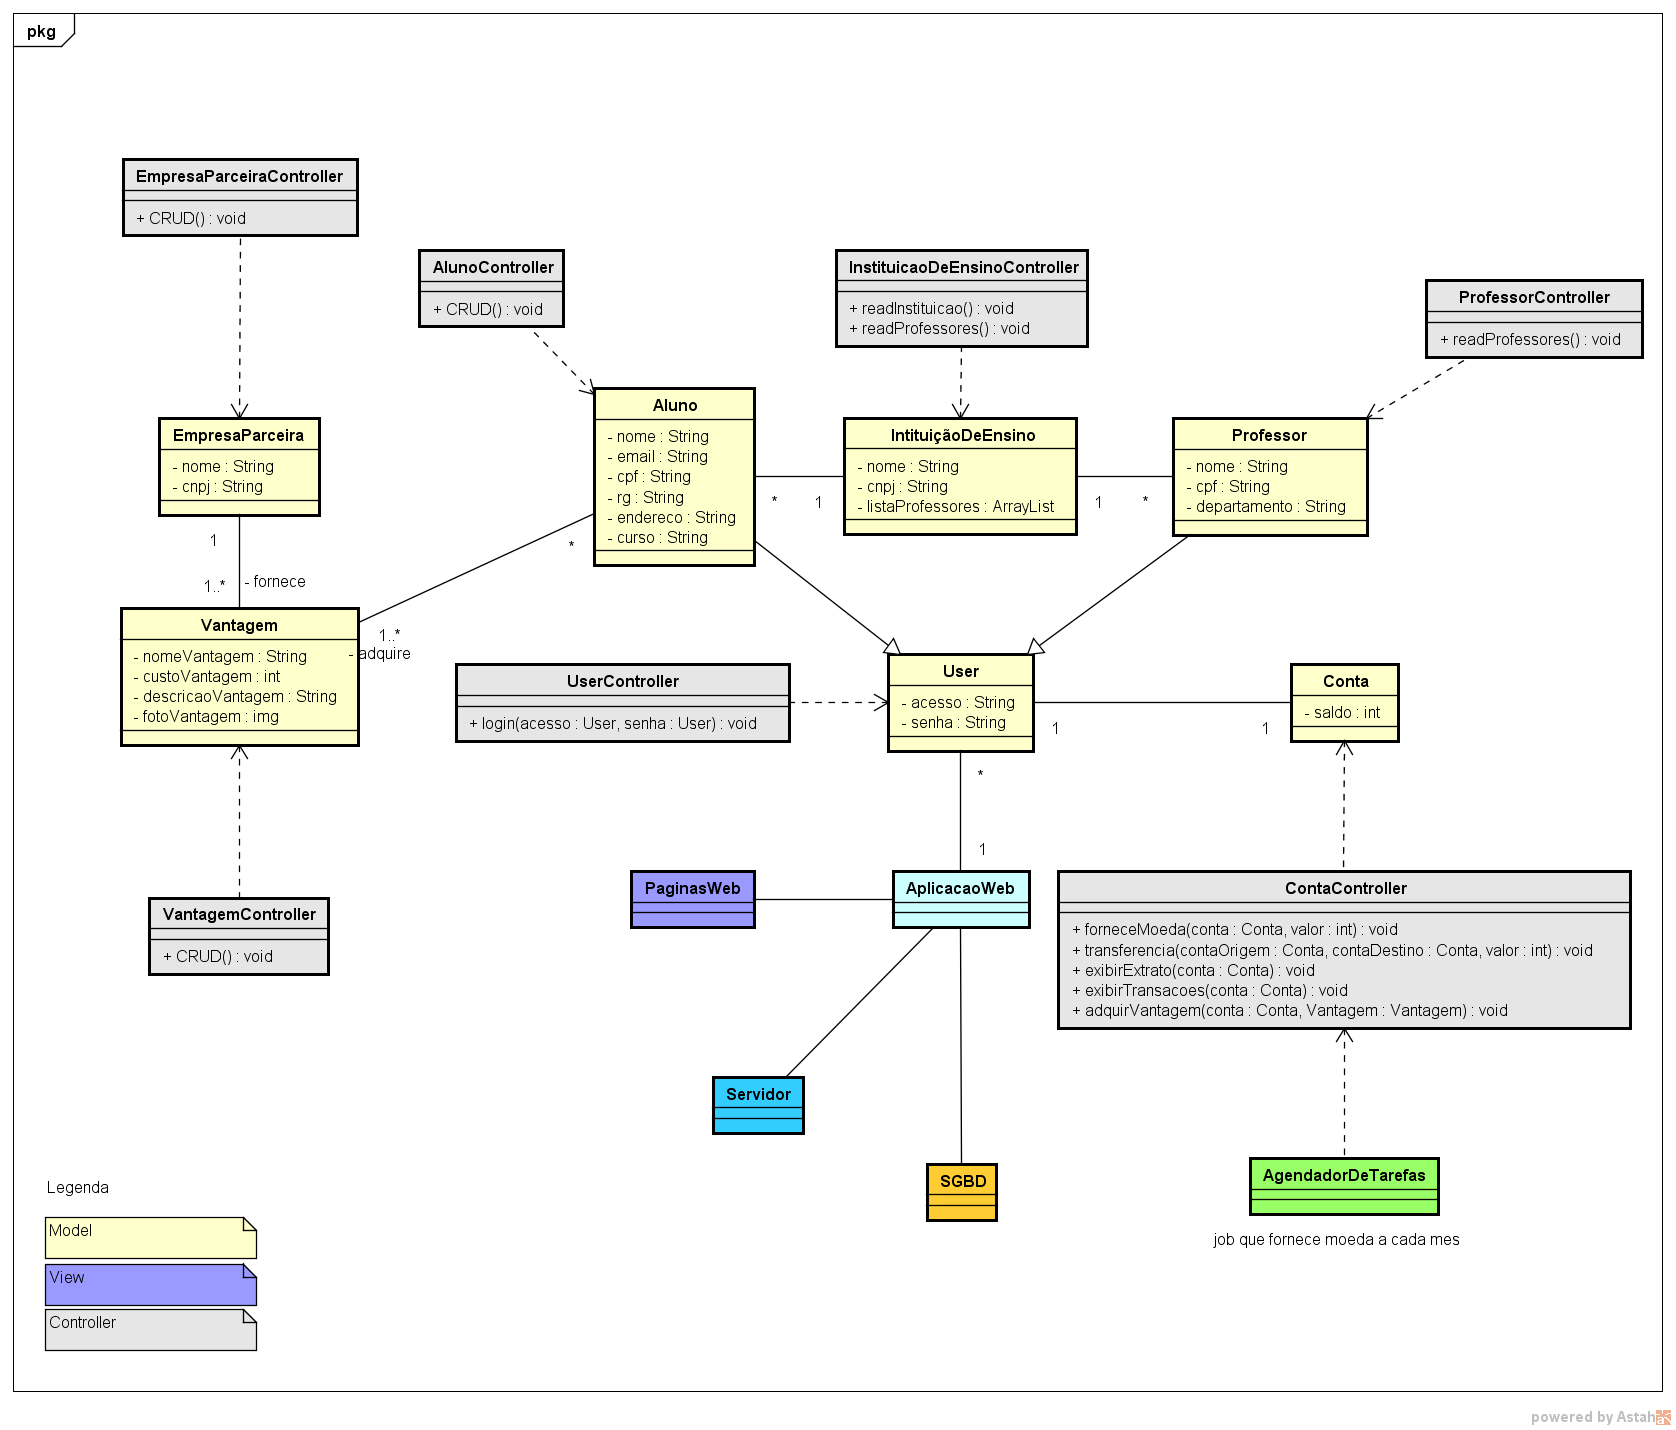 pkg
EmpresaParceiraController
+ CRUD() : void
AlunoController
+ CRUD() : void
InstituicaoDeEnsinoController
+ readInstituicao() : void
+ readProfessores() : void
ProfessorController
+ readProfessores() : void
EmpresaParceira
- nome : String
- cnpj : String
Aluno
- nome : String
- email : String
- cpf : String
- rg : String
- endereco : String
- curso : String
IntituiçãoDeEnsino
- nome : String
- cnpj : String
- listaProfessores : ArrayList
Professor
- nome : String
- cpf : String
- departamento : String
* 1
1 *
1
1..* - fornece
*
1..*
- adquire
Vantagem
- nomeVantagem : String
- custoVantagem : int
- descricaoVantagem : String
- fotoVantagem : img
UserController
+ login(acesso : User, senha : User) : void
User
- acesso : String
- senha : String
1 1
Conta
- saldo : int
*
1
PaginasWeb
AplicacaoWeb
VantagemController
+ CRUD() : void
ContaController
+ forneceMoeda(conta : Conta, valor : int) : void
+ transferencia(contaOrigem : Conta, contaDestino : Conta, valor : int) : void
+ exibirExtrato(conta : Conta) : void
+ exibirTransacoes(conta : Conta) : void
+ adquirVantagem(conta : Conta, Vantagem : Vantagem) : void
Servidor
SGBD
AgendadorDeTarefas
job que fornece moeda a cada mes
Legenda
Model
View
Controller
powered by Astah